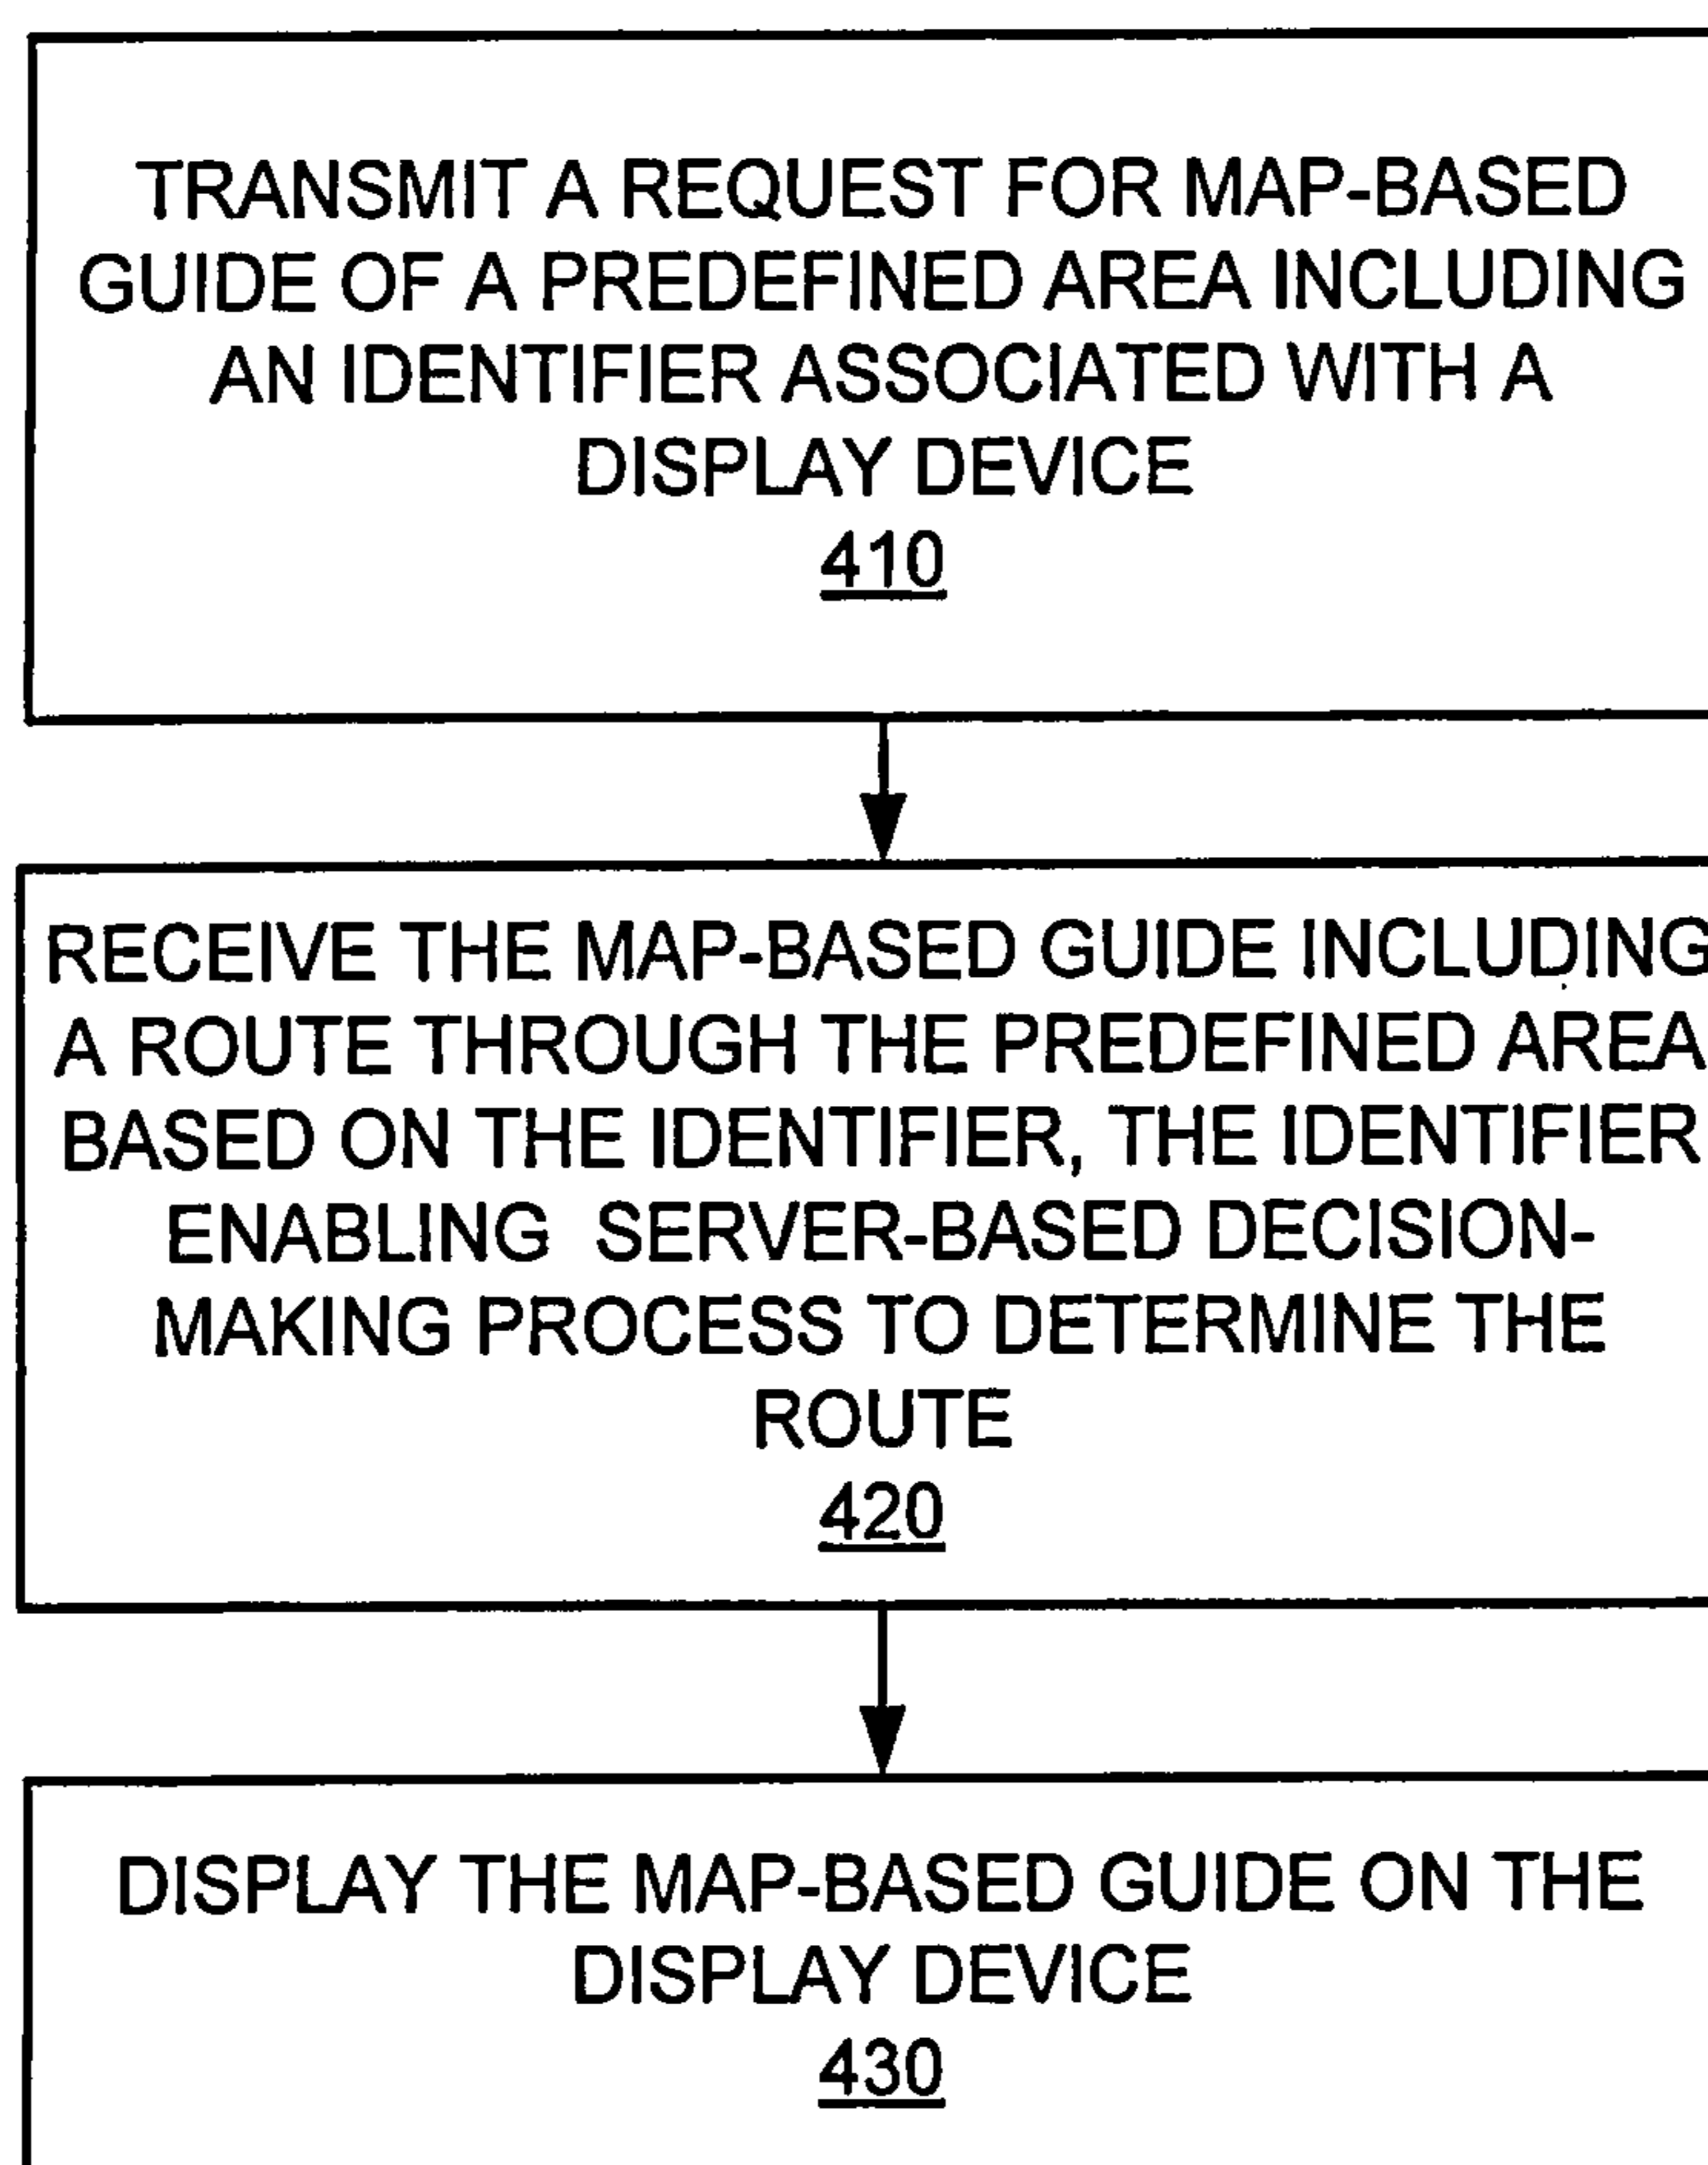 TRANSMIT A REQUEST FOR MAP-BASED
GUIDE OF A PREDEFINED AREA INCLUDING
AN IDENTIFIER ASSOCIATED WITH A
DISPLAY DEVICE
410
RECEIVE THE MAP-BASED GUIDE INCLUDING
A ROUTE THROUGH THE PREDEFINED AREA
BASED ON THE IDENTIFIER, THE IDENTIFIER
ENABLING SERVER-BASED DECISION-
MAKING PROCESS TO DETERMINE THE
ROUTE
420
DISPLAY THE MAP-BASED GUIDE ON THE
DISPLAY DEVICE
430